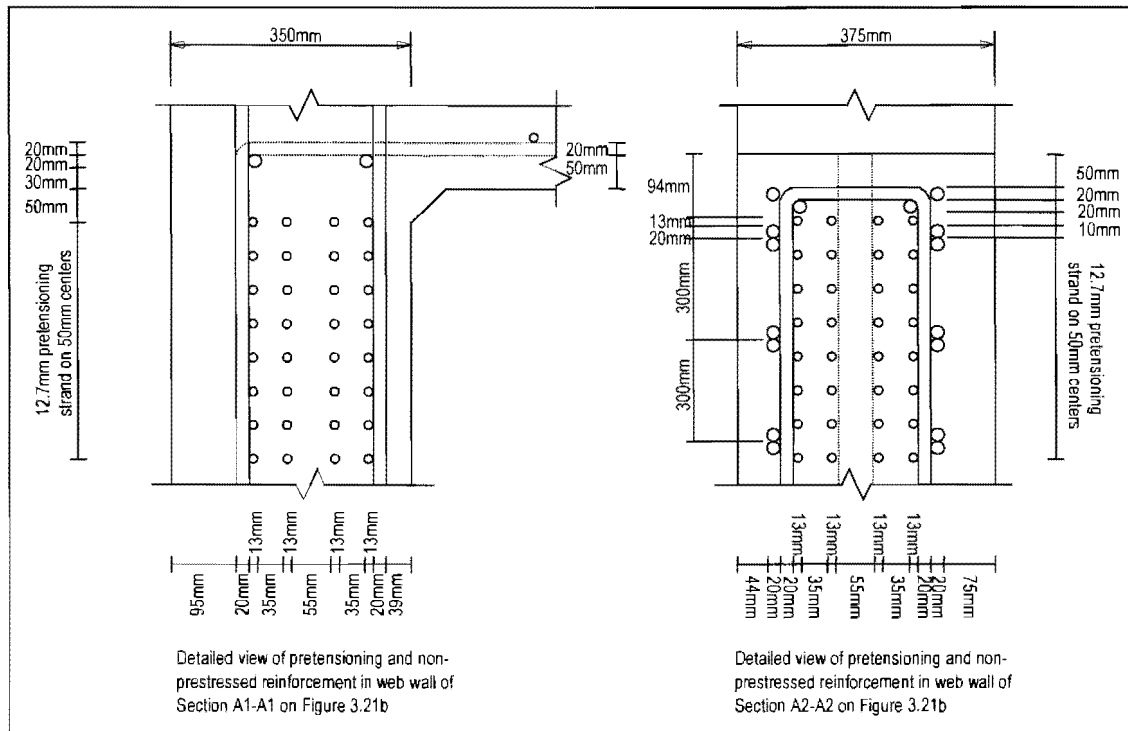 350mm
375mm
20mm
20mm
30mm
50mm
20mm
50mm
12.7mm pretensioning
strand on 50mm centers
94mm
13mm
20mm
300mm
300mm
50mm
20mm
20mm
10mm
12.7mm pretensioning
strand on 50mm centers
13mm
13mm
13mm
13mm
95mm
20mm
35mm
55mm
35mm
20mm
39mm
13mm
13mm
13mm
13mm
44mm
20mm
20mm
35mm
55mm
35mm
20mm
20mm
75mm
Detailed view of pretensioning and non-
prestressed reinforcement in web wall of
Section A1-A1 on Figure 3.21b
Detailed view of pretensioning and non-
prestressed reinforcement in web wall of
Section A2-A2 on Figure 3.21b